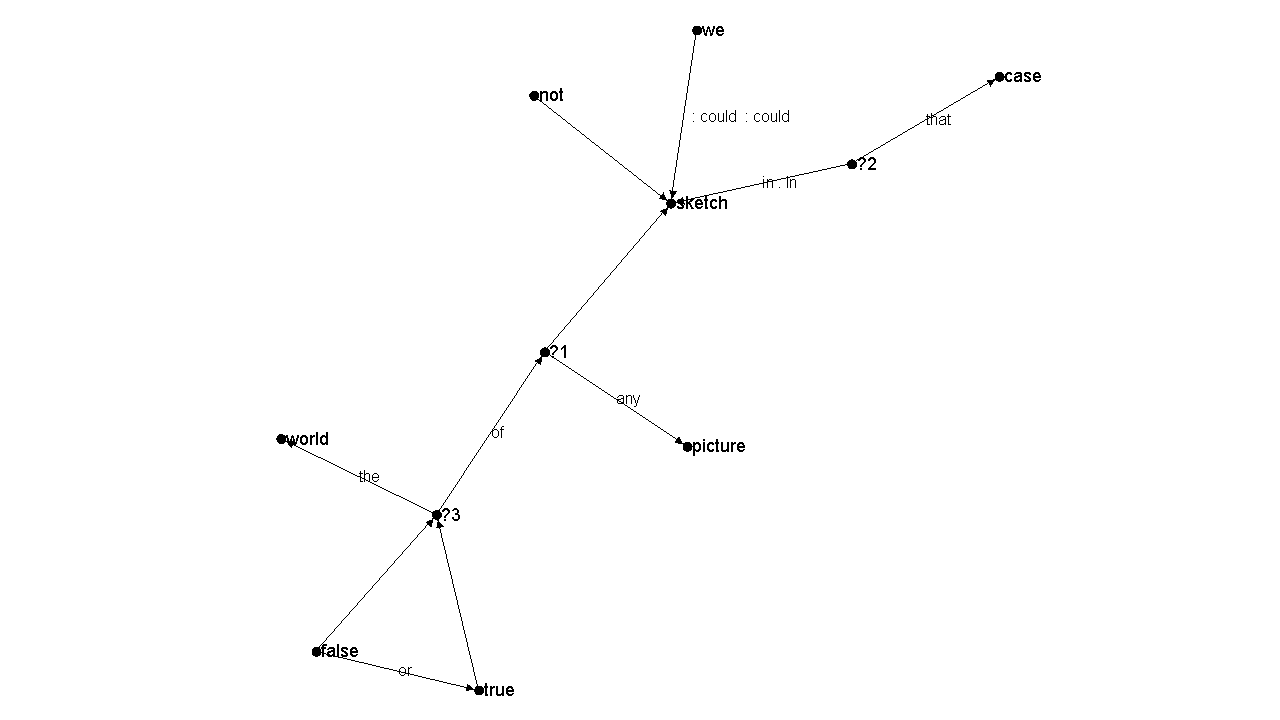 we
case
not
: could : could
that
?2
in : In
sketch
?1
any
of
world
picture
the
?3
false
or
true